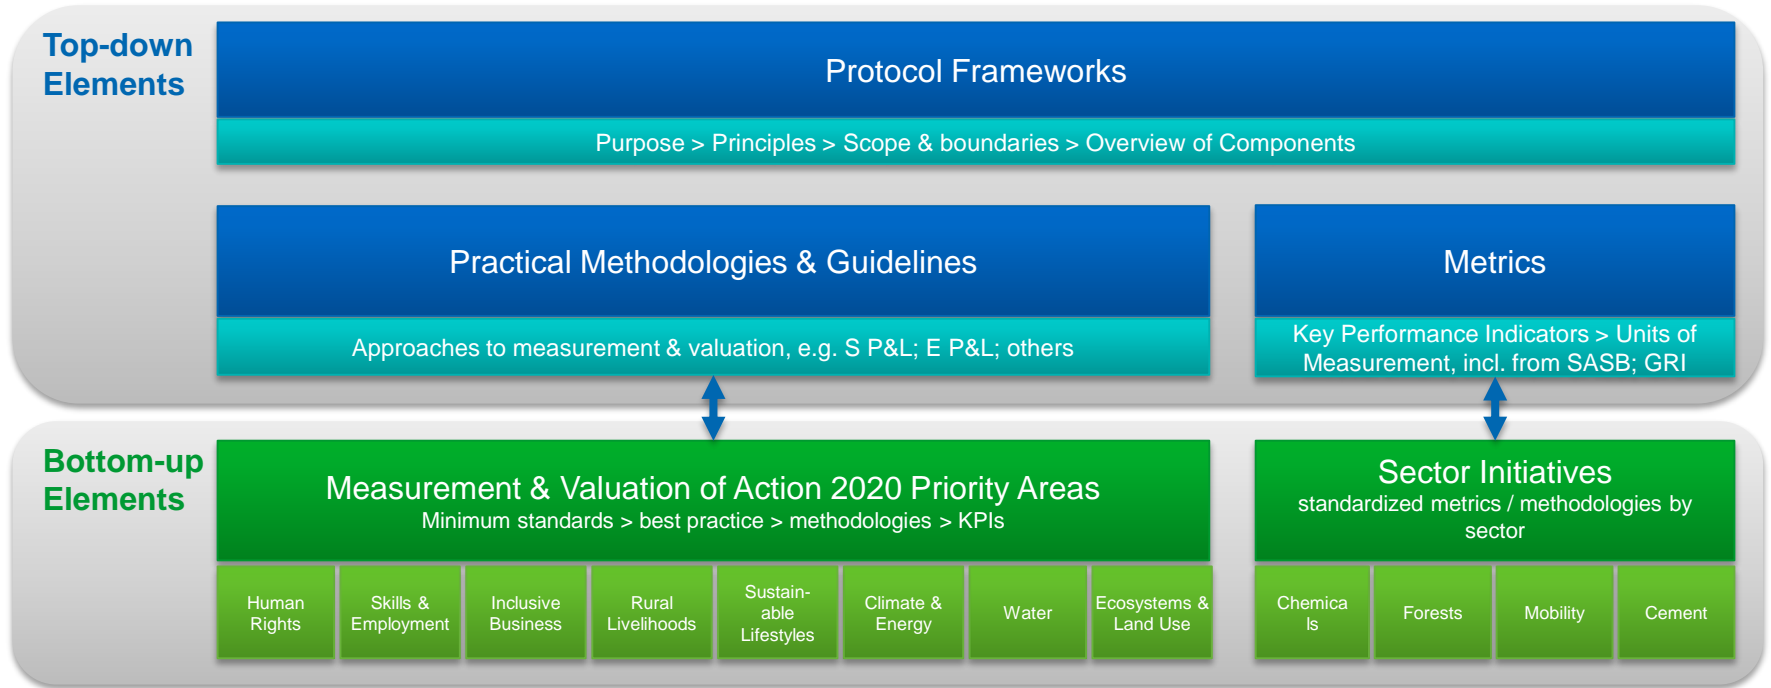 Top-down
Elements
Protocol Frameworks
Purpose > Principles > Scope & boundaries > Overview of Components
Practical Methodologies & Guidelines
Approaches to measurement & valuation, e.g. S P&L; E P&L; others
Metrics
Key Performance Indicators > Units of
Measurement, incl. from SASB; GRI
Bottom-up
Elements
Measurement & Valuation of Action 2020 Priority Areas
Minimum standards > best practice > methodologies > KPIs
Sector Initiatives
standardized metrics / methodologies by
sector
Human
Rights
Skills &
Employment
Inclusive
Business
Rural
Livelihoods
Sustain-
able
Lifestyles
Climate &
Energy
Water
Ecosystems &
Land Use
Chemica
ls
Forests
Mobility
Cement